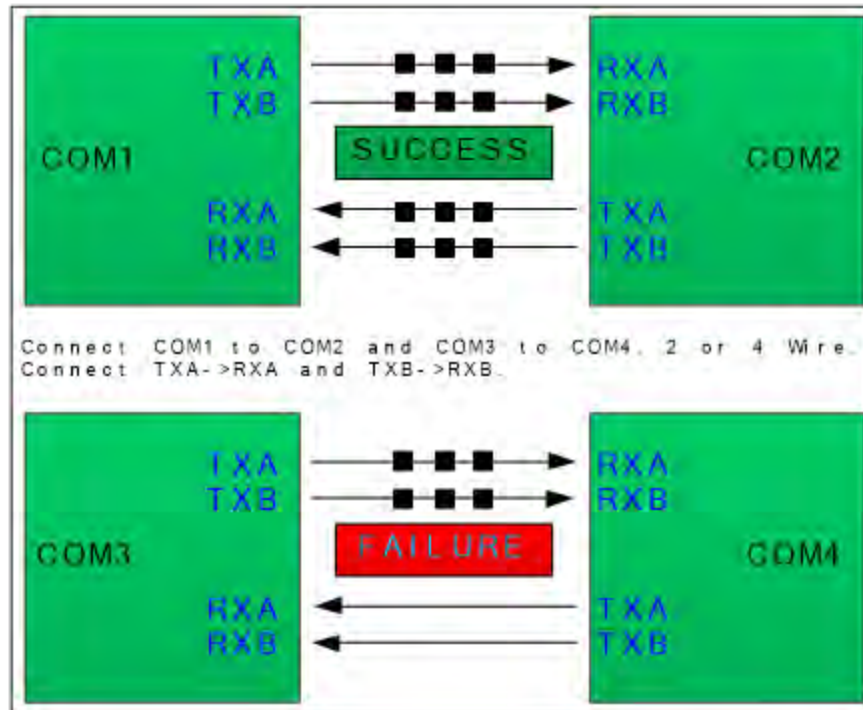 TXA RXA
TXB RXB
SUCCESS
COM1 COM2
RXA TXA
RXB TXB
Connect COM1 to COM2 and COM3 to COM4. 2 or 4 Wire.
Connect TXA->RXA and TXB->RXB.
TXA RXA
TXB RXB
FAILURE
COM3 COM4
RXA TXA
RXB TXB